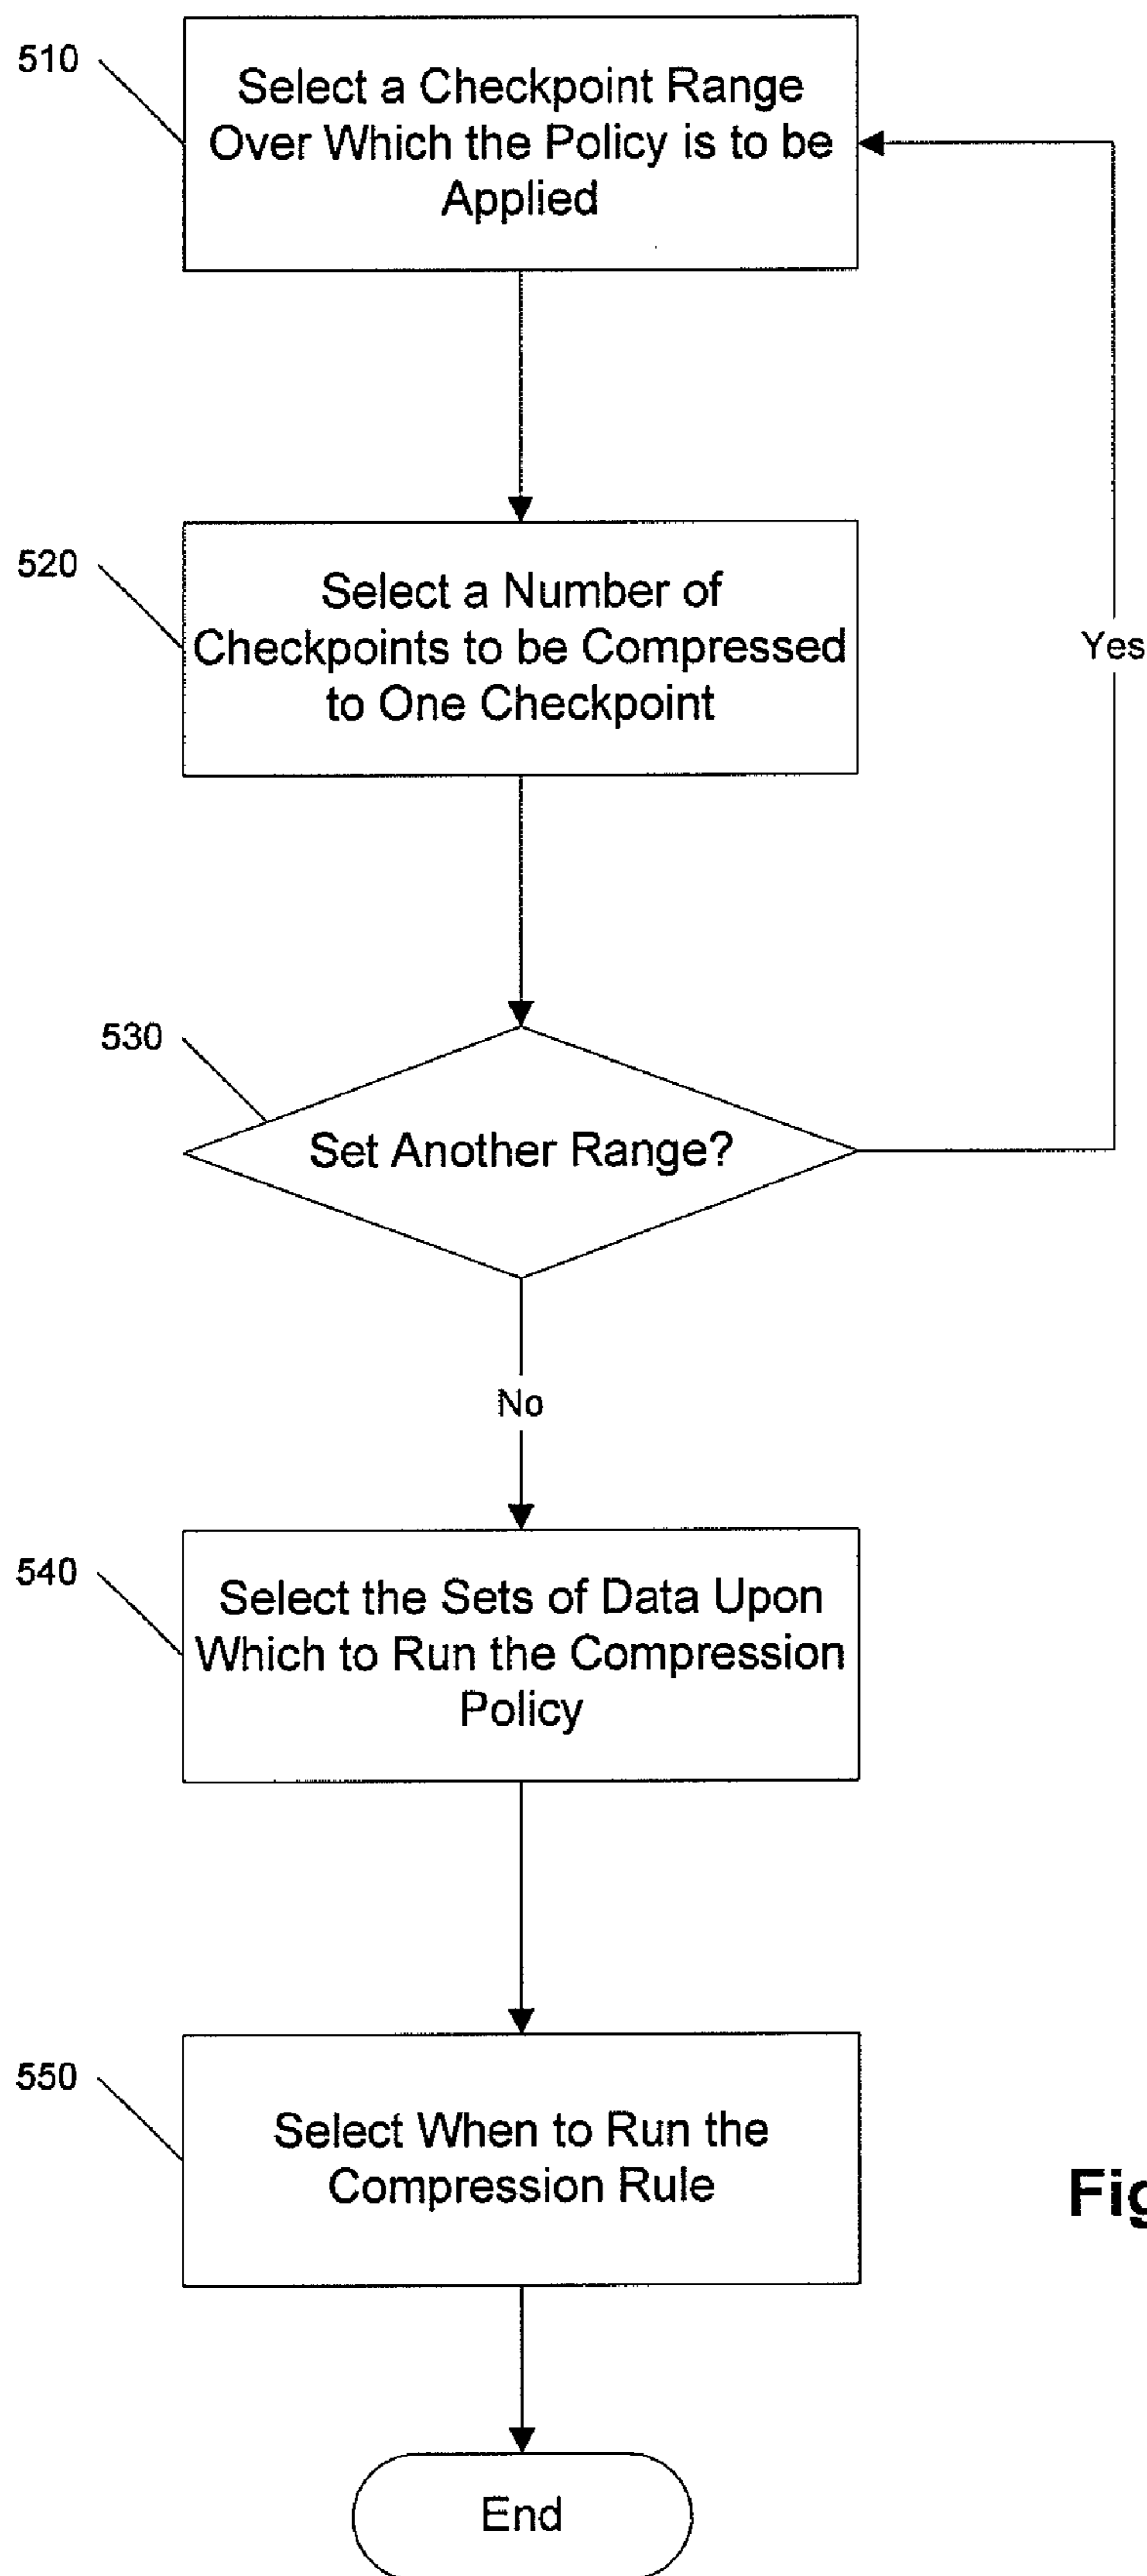 510
Select a Checkpoint Range
Over Which the Policy is to be
Applied
520
Select a Number of
Checkpoints to be Compressed
to One Checkpoint
Yes
530
Set Another Range?
No
540
Select the Sets of Data Upon
Which to Run the Compression
Policy
550
Select When to Run the
Compression Rule
End